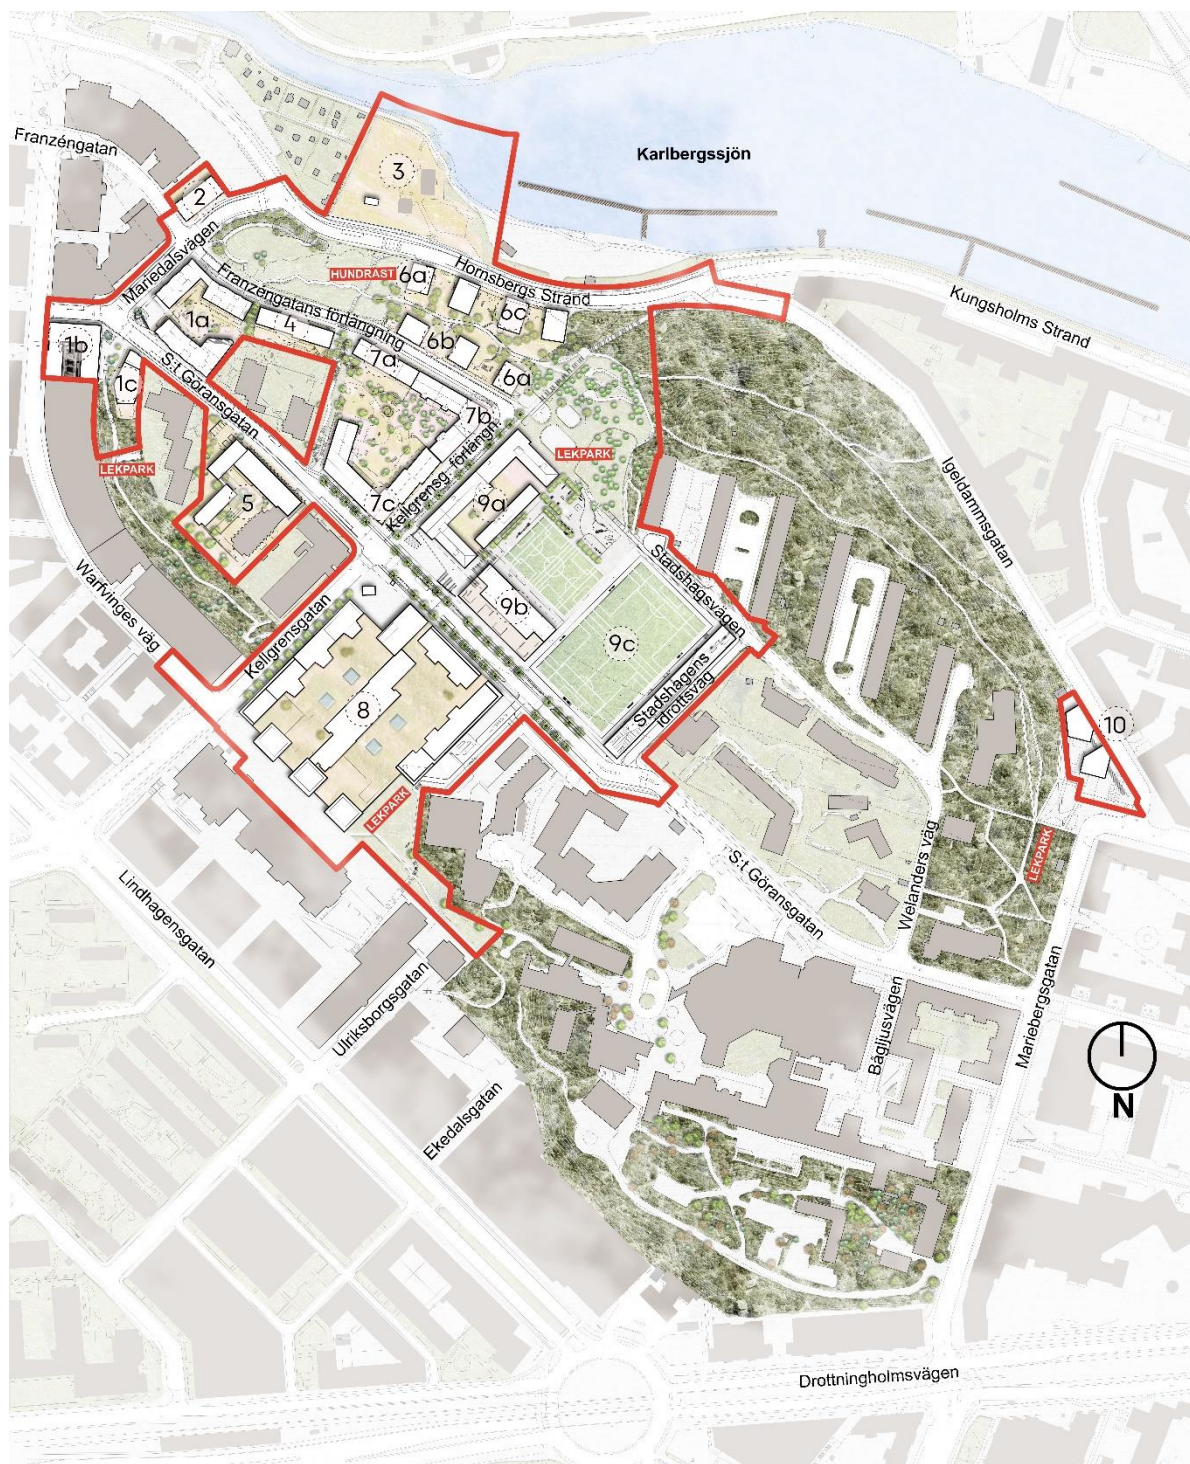 Franzéngatan
Karlbergssjön
3
2
Mariedalsvägen
HUNDRAST
6a
Hornsbergs Strand
Kungsholms Strand
Franzéngatans förlängning
6c
1a
4
6b
1b
1c
7a
6a
S:t Göransgatan
7b
Kellgrensg. förlängn
LEKPARK
LEKPARK
Igeldammsgatan
5
7c
9a
Stadshagsvägen
Warfvinges väg
Kellgrensgatan
9b
9c
Stadshagens
idrottsväg
8
10
LEKPARK
LEKPARK
S:t Göransgatan
Welanders väg
Lindhagensgatan
Ulriksborgsgatan
Bågljusvägen
Mariebergsgatan
Ekedalsgatan
N
Drottningholmsvägen